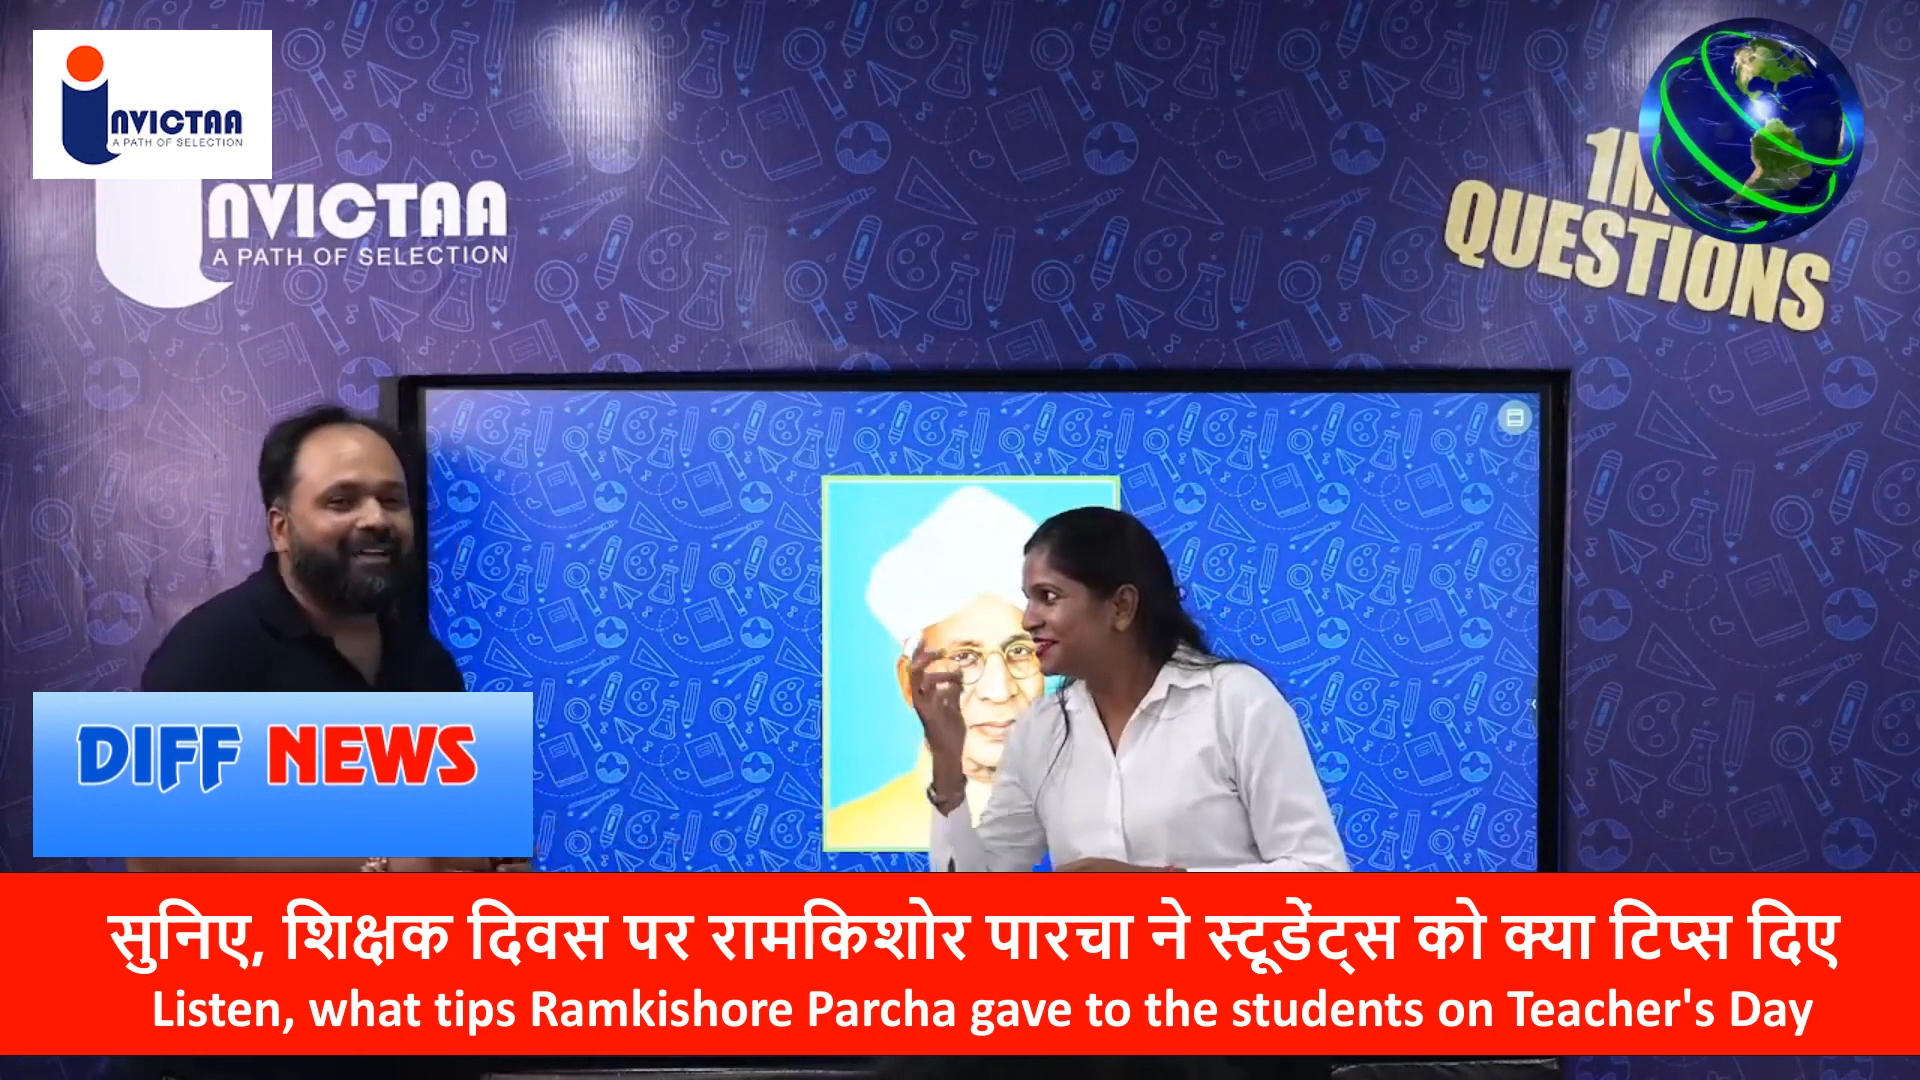 INVICTAA
A PATH OF SELECTION
NVICTAA
A PATH OF SELECTION
QUESTIONS
DIFF NEWS
सुनिए, शिक्षक दिवस पर रामकिशोर पारचा ने स्टूडेंट्स को क्या टिप्स दिए
Listen, what tips Ramkishore Parcha gave to the students on Teacher's Day